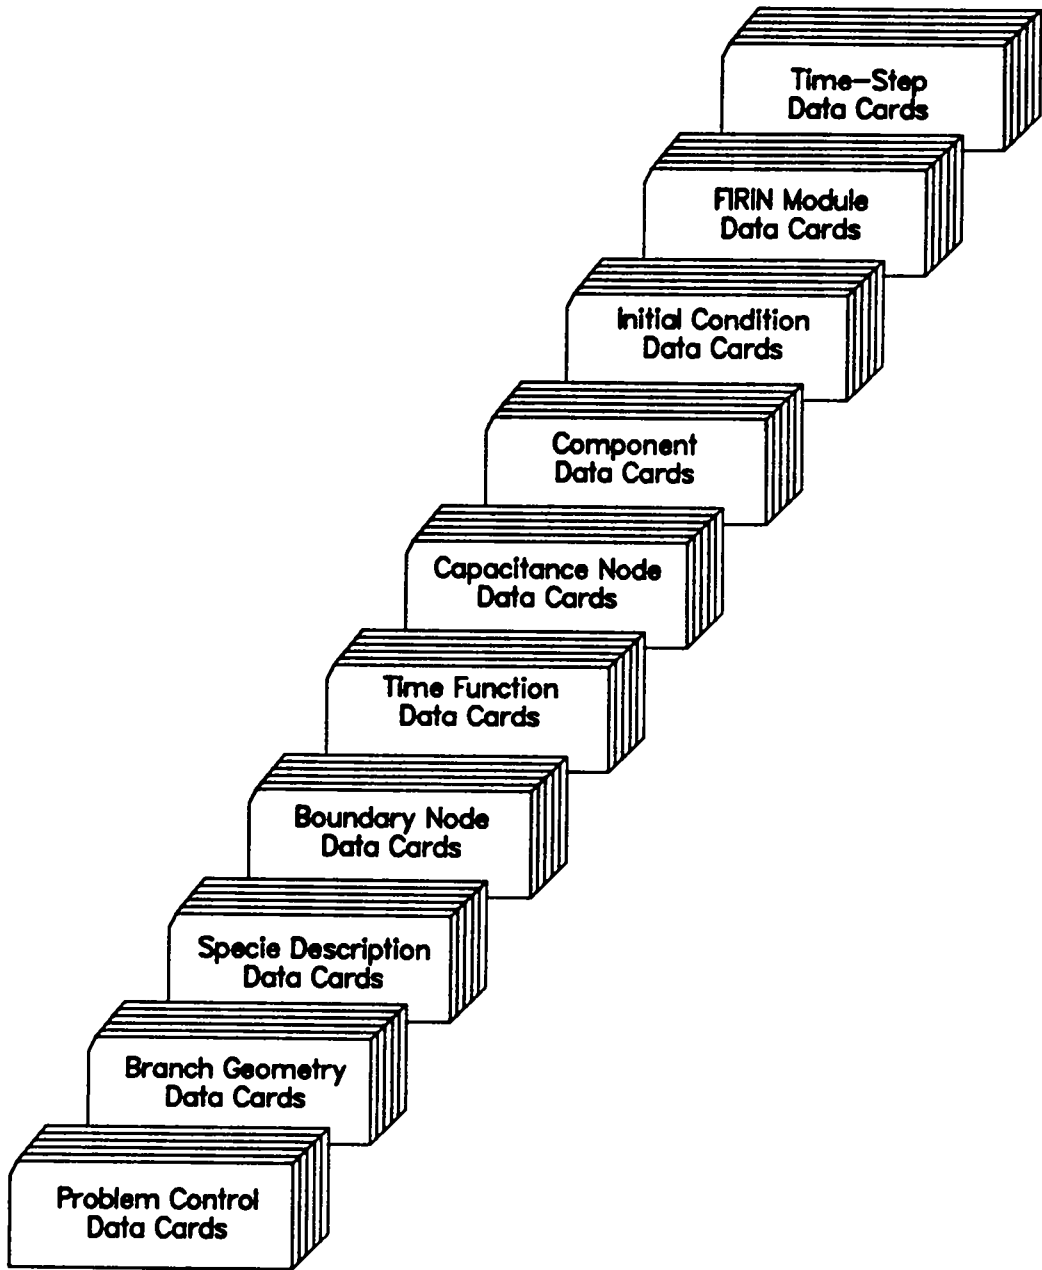 Time-Step
Data Cards
FIRIN Module
Data Cards
Initial Condition
Data Cards
Component
Data Cards
Capacitance Node
Data Cards
Time Function
Data Cards
Boundary Node
Data Cards
Specie Description
Data Cards
Branch Geometry
Data Cards
Problem Control
Data Cards